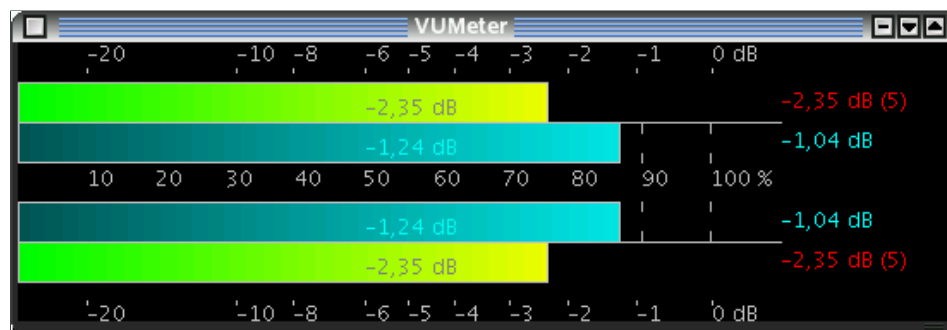 VUMeter
-20 -10 -8 -6 -5 -4 -3 -2 -1 0 dB
-2,35 dB -2,35 dB (5)
-1,24 dB -1,04 dB
10 20 30 40 50 60 70 80 90 100 %
-1,24 dB -1,04 dB
-2,35 dB -2,35 dB (5)
-20 -10 -8 -6 -5 -4 -3 -2 -1 0 dB